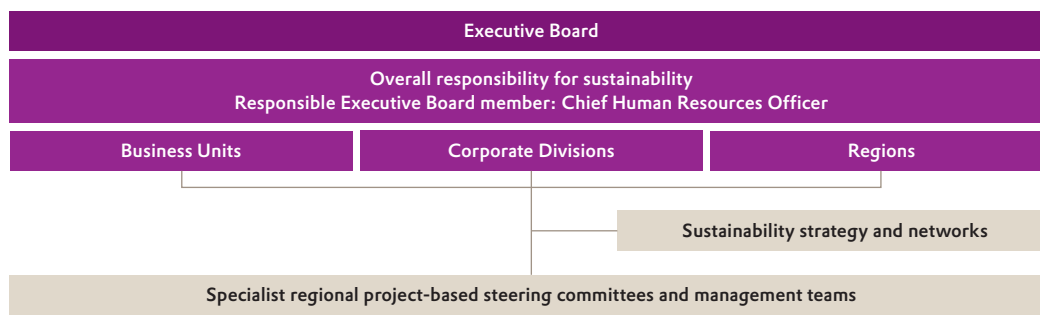 Executive Board
Overall responsibility for sustainability
Responsible Executive Board member: Chief Human Resources Officer
Business Units
Corporate Divisions
Regions
Sustainability strategy and networks
Specialist regional project-based steering committees and management teams